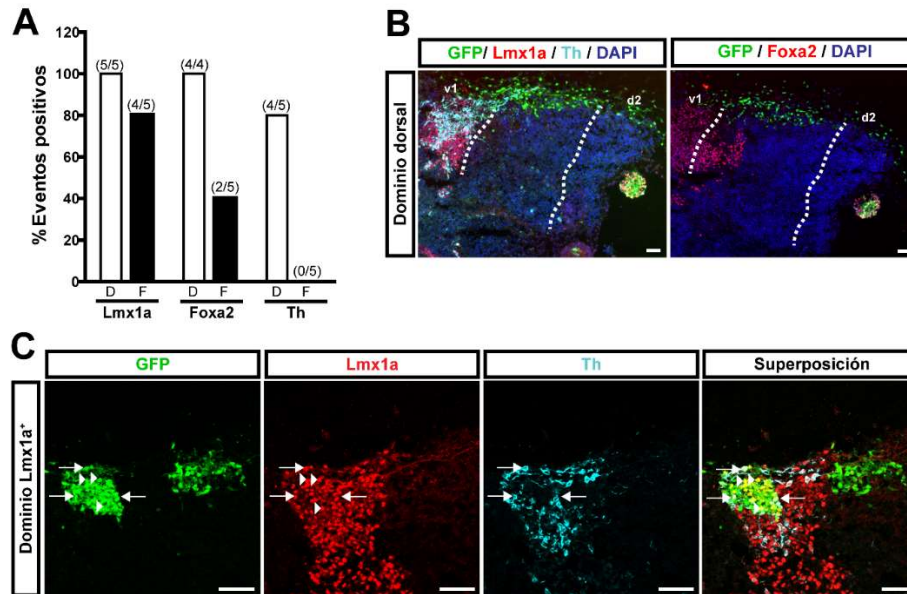 A
120
100
80
60
40
20
0
% Eventos positivos
(5/5)
(4/5)
(4/4)
(2/5)
(4/5)
(0/5)
D F D F D F
Lmx1a Foxa2 Th
B
GFP/ Lmx1a / Th / DAPI
GFP / Foxa2 / DAPI
Dominio dorsal
v1
d2
v1
d2
C
GFP
Lmx1a
Th
Superposición
Dominio Lmx1a⁺